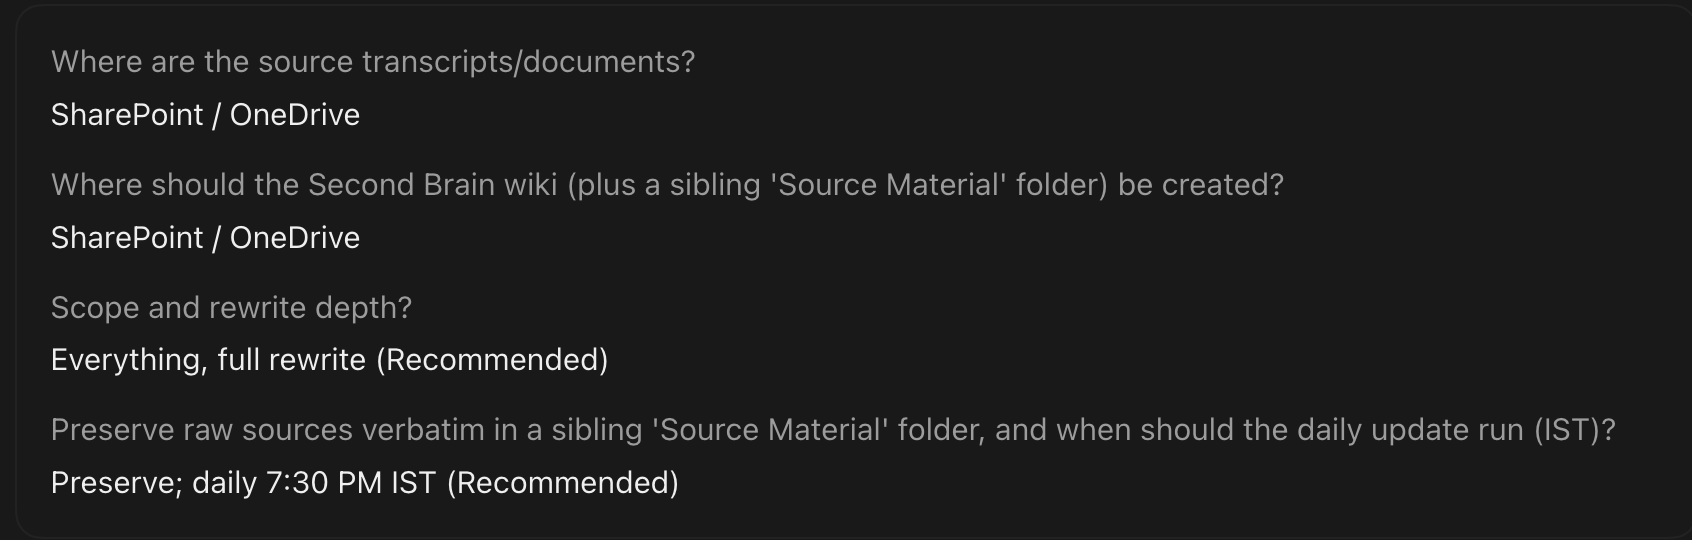 Where are the source transcripts/documents?
SharePoint / OneDrive
Where should the Second Brain wiki (plus a sibling 'Source Material' folder) be created?
SharePoint / OneDrive
Scope and rewrite depth?
Everything, full rewrite (Recommended)
Preserve raw sources verbatim in a sibling 'Source Material' folder, and when should the daily update run (IST)?
Preserve; daily 7:30 PM IST (Recommended)